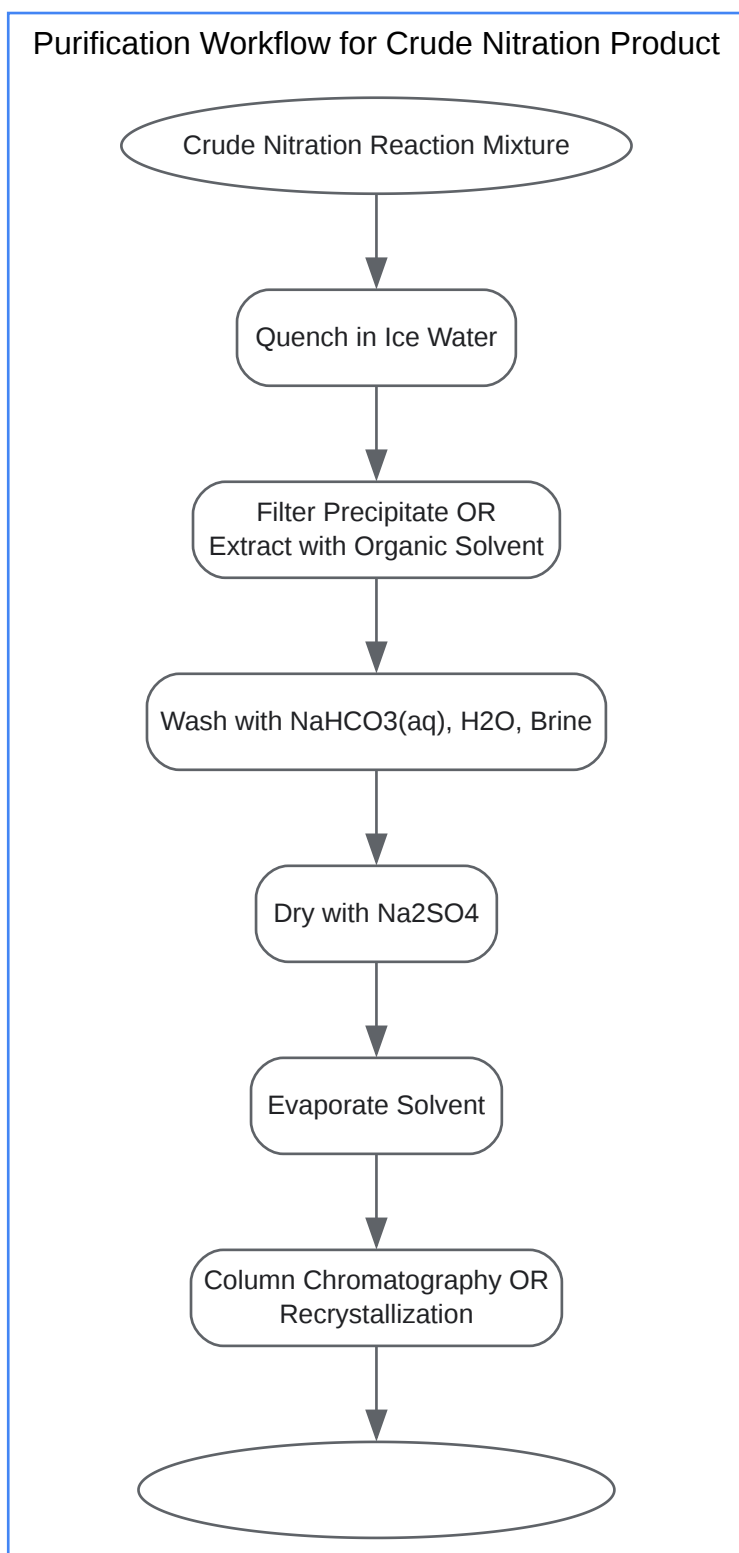 Purification Workflow for Crude Nitration Product
Crude Nitration Reaction Mixture
Quench in Ice Water
Filter Precipitate OR
Extract with Organic Solvent
Wash with NaHCO3(aq), H2O, Brine
Dry with Na2SO4
Evaporate Solvent
Column Chromatography OR
Recrystallization